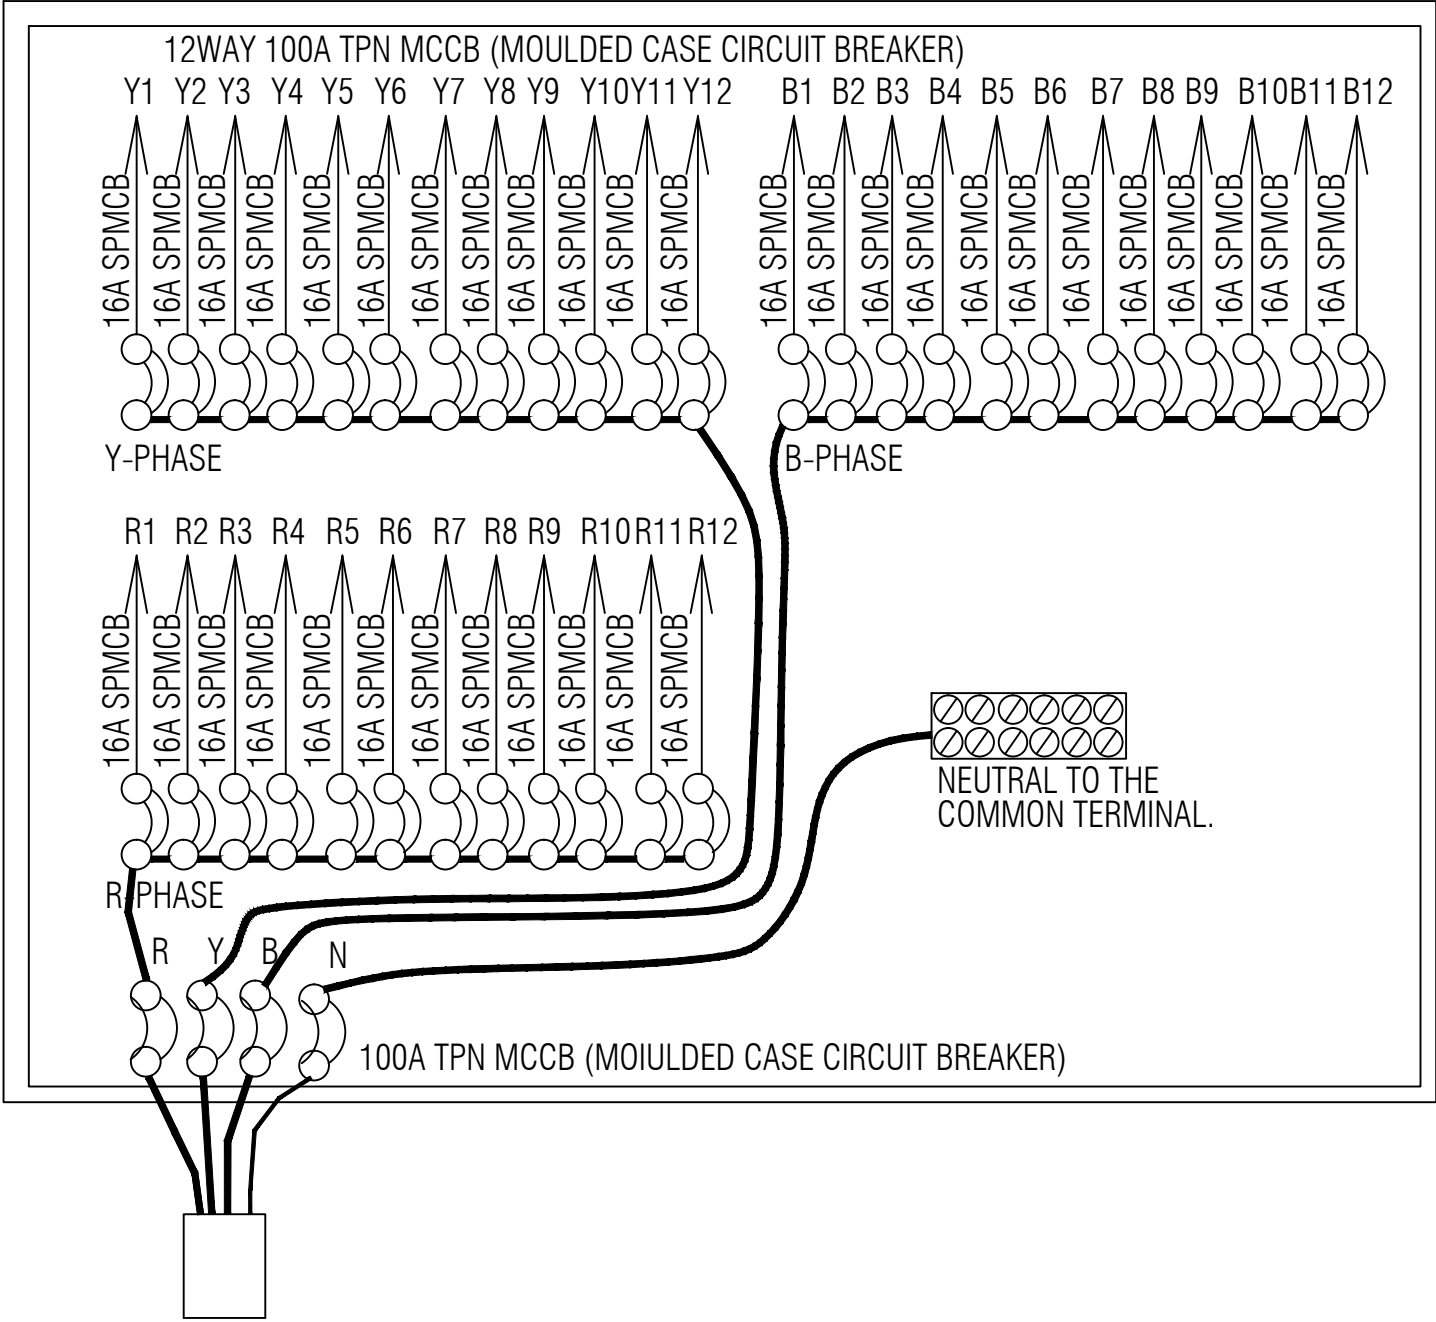 12WAY 100A TPN MCCB (MOULDED CASE CIRCUIT BREAKER)
Y1 Y2 Y3 Y4 Y5 Y6 Y7 Y8 Y9 Y10 Y11 Y12 B1 B2 B3 B4 B5 B6 B7 B8 B9 B10 B11 B12
16A SPMCB 16A SPMCB 16A SPMCB 16A SPMCB 16A SPMCB 16A SPMCB 16A SPMCB 16A SPMCB 16A SPMCB 16A SPMCB 16A SPMCB 16A SPMCB 16A SPMCB 16A SPMCB 16A SPMCB 16A SPMCB 16A SPMCB 16A SPMCB 16A SPMCB 16A SPMCB 16A SPMCB 16A SPMCB 16A SPMCB 16A SPMCB
Y-PHASE B-PHASE
R1 R2 R3 R4 R5 R6 R7 R8 R9 R10 R11 R12
16A SPMCB 16A SPMCB 16A SPMCB 16A SPMCB 16A SPMCB 16A SPMCB 16A SPMCB 16A SPMCB 16A SPMCB 16A SPMCB 16A SPMCB 16A SPMCB
NEUTRAL TO THE
COMMON TERMINAL.
R-PHASE
R Y B N
100A TPN MCCB (MOIULDED CASE CIRCUIT BREAKER)